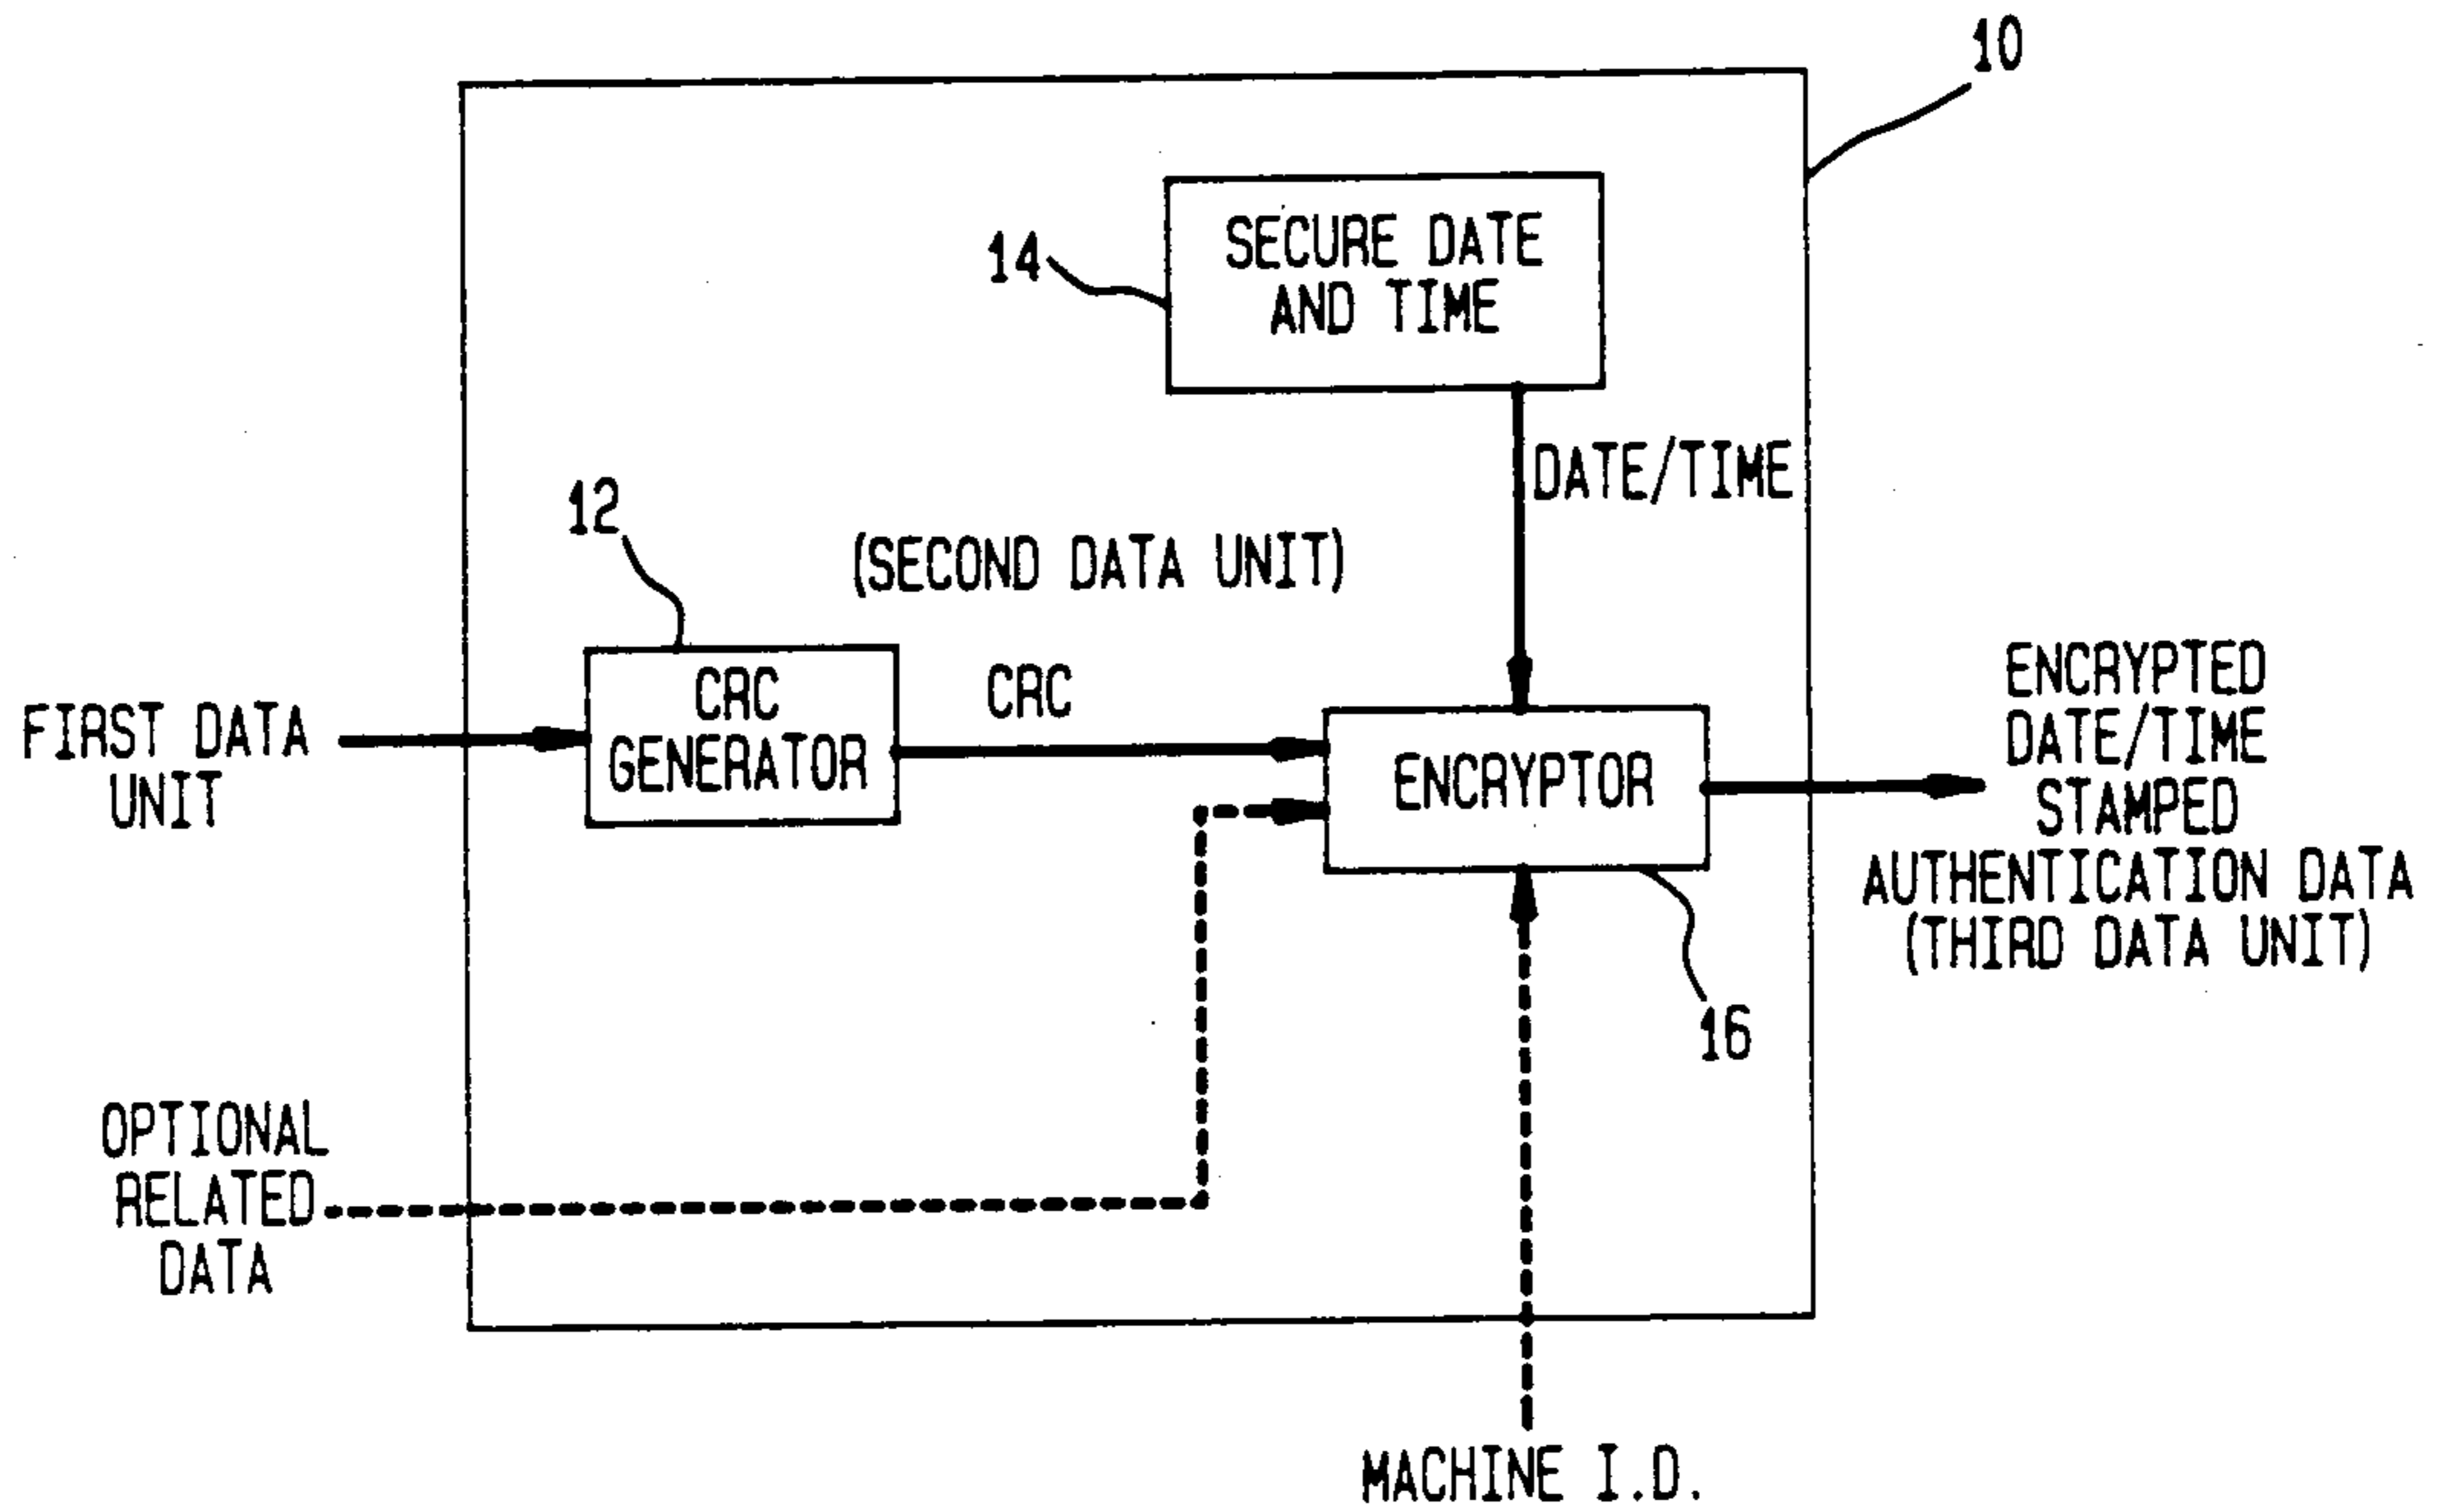 10
SECURE DATE
AND TIME
14
DATE/TIME
12
(SECOND DATA UNIT)
CRC
GENERATOR
CRC
FIRST DATA
UNIT
ENCRYPTOR
ENCRYPTED
DATE/TIME
STAMPED
AUTHENTICATION DATA
(THIRD DATA UNIT)
16
OPTIONAL
RELATED
DATA
MACHINE I.D.